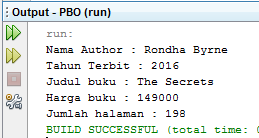 Output - PBO (run)
run:
Nama Author : Rondha Byrne
Tahun Terbit : 2016
Judul buku : The Secrets
Harga buku : 149000
Jumlah halaman : 198
BUILD SUCCESSFUL (total time: